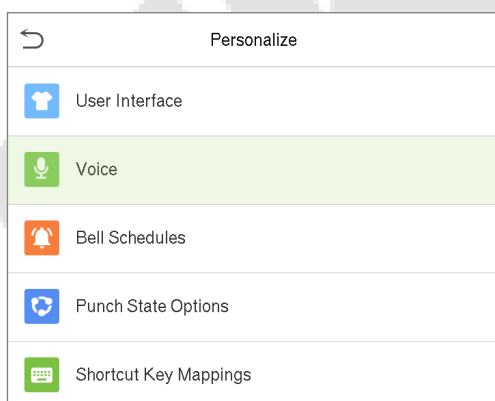 Personalize
User Interface
Voice
Bell Schedules
Punch State Options
Shortcut Key Mappings